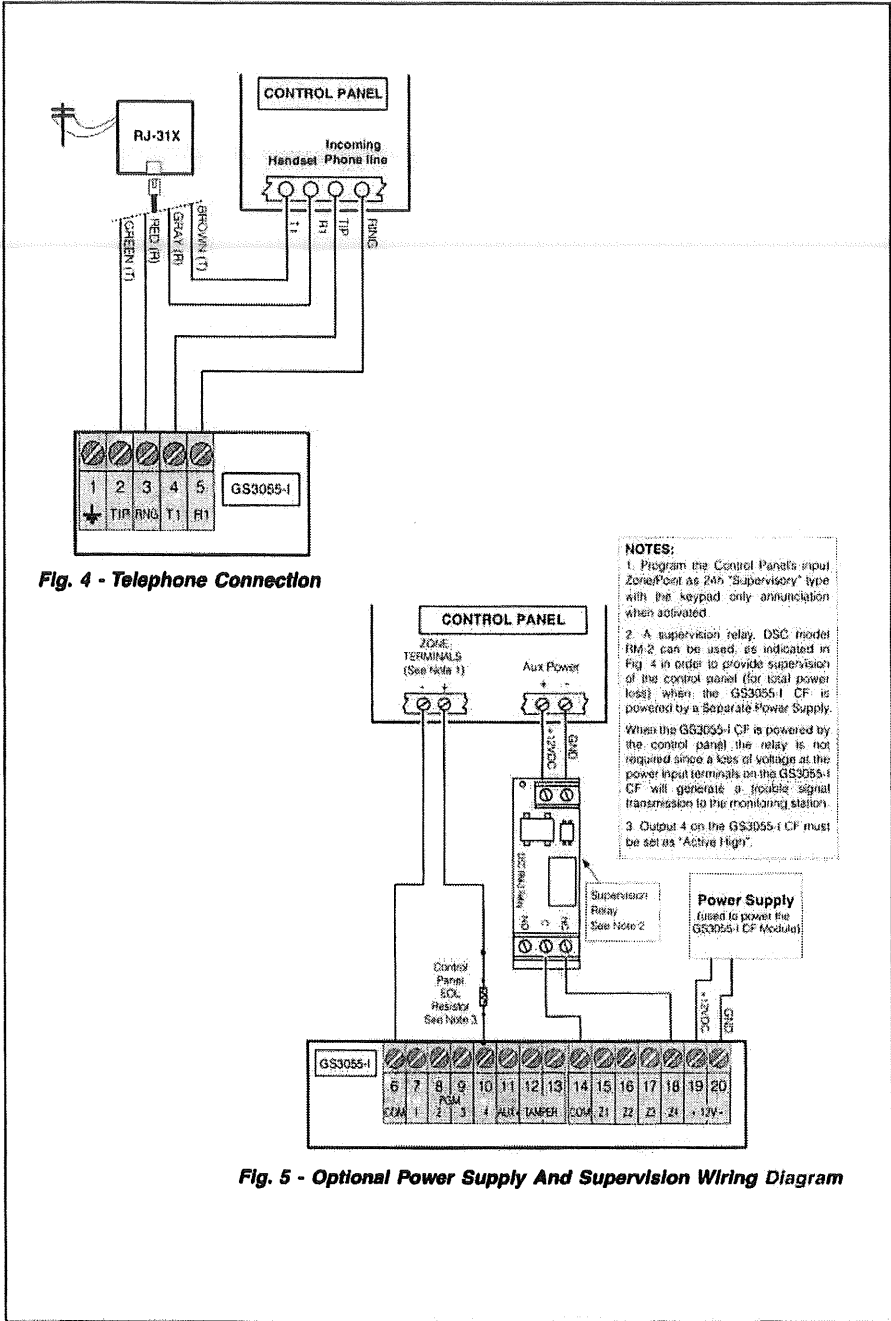 CONTROL PANEL
RJ-31X
Incoming
Handset Phone line
GREEN (T)
RED (R)
GRAY (R)
BROWN (T)
T1
R1
TIP
RING
1 2 3 4 5
TIP RNG T1 R1
GS3055-I
Fig. 4 - Telephone Connection
NOTES:
1. Program the Control Panel's input
Zone/Point as 24h "Supervisory" type
with the keypad only annunciation
when activated
2. A supervision relay, DSC model
RM-2 can be used, as indicated in
Fig. 4 in order to provide supervision
of the control panel (for total power
loss) when the GS3055-I CF is
powered by a Separate Power Supply.
When the GS3055-I CF is powered by
the control panel the relay is not
required since a loss of voltage at the
power input terminals on the GS3055-I
CF will generate a trouble signal
transmission to the monitoring station
3. Output 4 on the GS3055-I CF must
be set as "Active High".
CONTROL PANEL
ZONE
TERMINALS
(See Note 1)
Aux Power
- +
+ -
+12VDC
GND
DSC RM-2 Relay
NO
C
NC
Supervision
Relay
See Note 2
Power Supply
(used to power the
GS3055-I CF Module)
+12VDC
GND
Control
Panel
EOL
Resistor
See Note 3
GS3055-I
6 7 8 9 10 11 12 13 14 15 16 17 18 19 20
PGM
COM 1 2 3 4 AUX+ TAMPER COM Z1 Z2 Z3 Z4 + 12V -
Fig. 5 - Optional Power Supply And Supervision Wiring Diagram